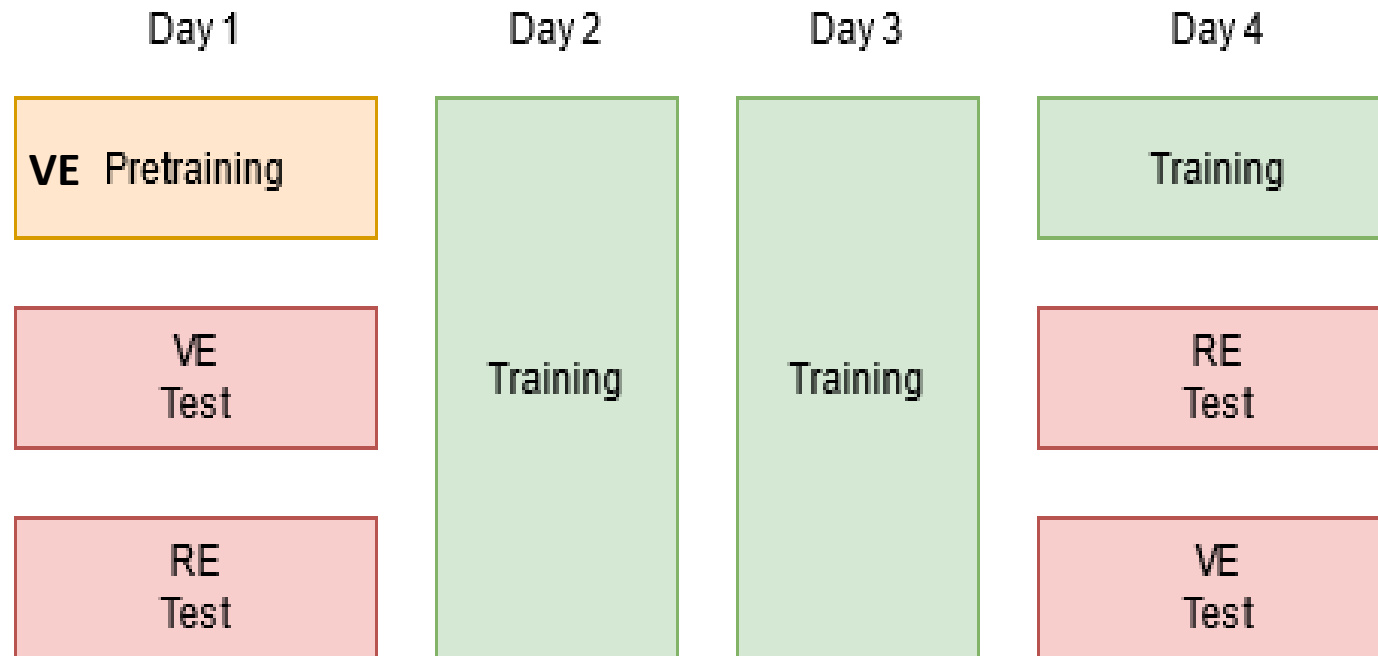 Day 1
Day 2
Day 3
Day 4
VE Pretraining
Training
VE
Test
Training
Training
RE
Test
RE
Test
VE
Test